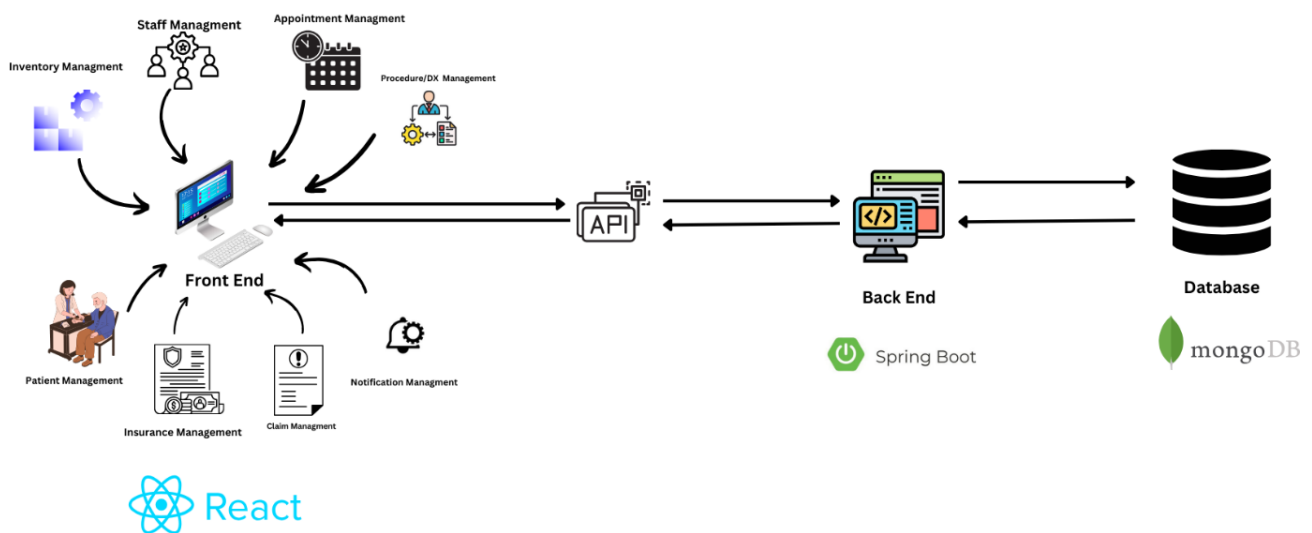 Staff Managment
Appointment Managment
Inventory Managment
Procedure/DX Management
API
</>
Front End
Back End
Database
Spring Boot
mongoDB
Patient Management
Insurance Management
Claim Managment
Notification Managment
$
React